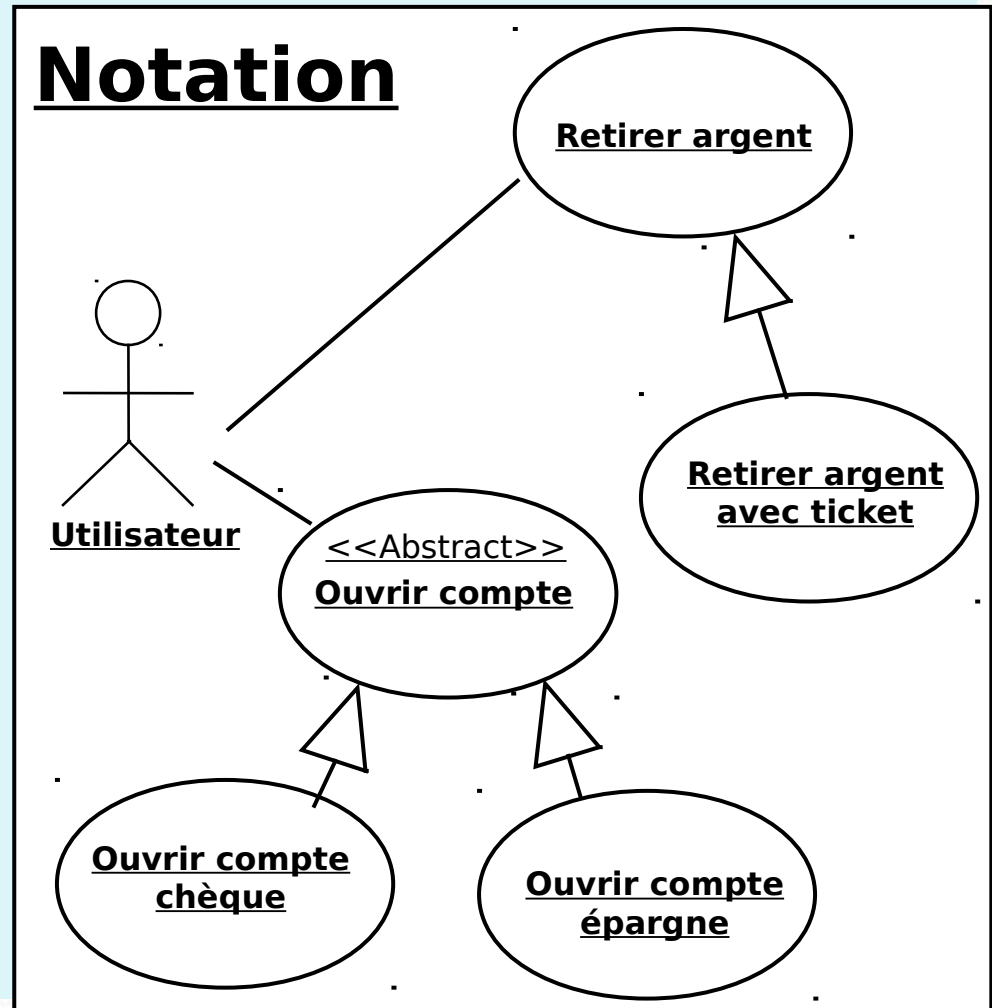 Notation
Retirer argent
Retirer argent
avec ticket
Utilisateur
<<Abstract>>
Ouvrir compte
Ouvrir compte
chèque
Ouvrir compte
épargne